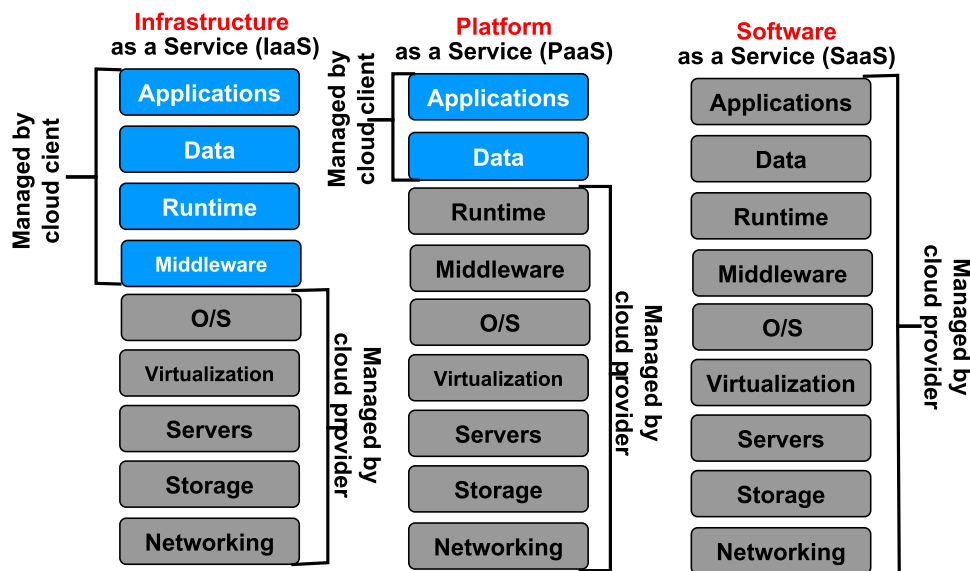 Infrastructure
as a Service (IaaS)
Managed by
cloud cient
Applications
Data
Runtime
Middleware
O/S
Virtualization
Servers
Storage
Networking
Managed by
cloud provider
Platform
as a Service (PaaS)
Managed by
cloud client
Applications
Data
Runtime
Middleware
O/S
Virtualization
Servers
Storage
Networking
Managed by
cloud provider
Software
as a Service (SaaS)
Applications
Data
Runtime
Middleware
O/S
Virtualization
Servers
Storage
Networking
Managed by
cloud provider